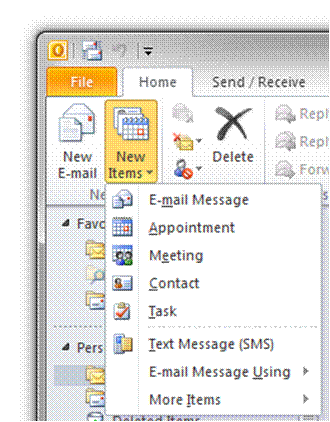 File Home Send / Receive
New E-mail
New Items
Delete
E-mail Message
Appointment
Meeting
Contact
Task
Text Message (SMS)
E-mail Message Using
More Items
Deleted Items